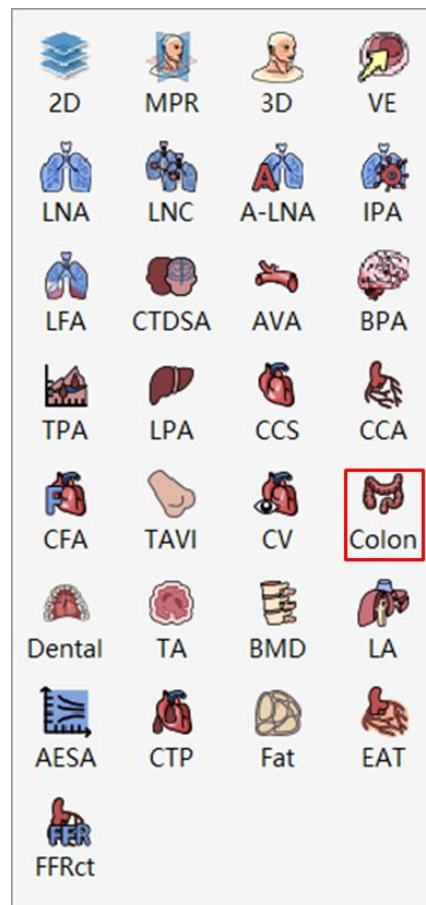 2D MPR 3D VE
LNA LNC A-LNA IPA
LFA CTDSA AVA BPA
TPA LPA CCS CCA
F
CFA TAVI CV Colon
Dental TA BMD LA
AESA CTP Fat EAT
FFR
FFRct